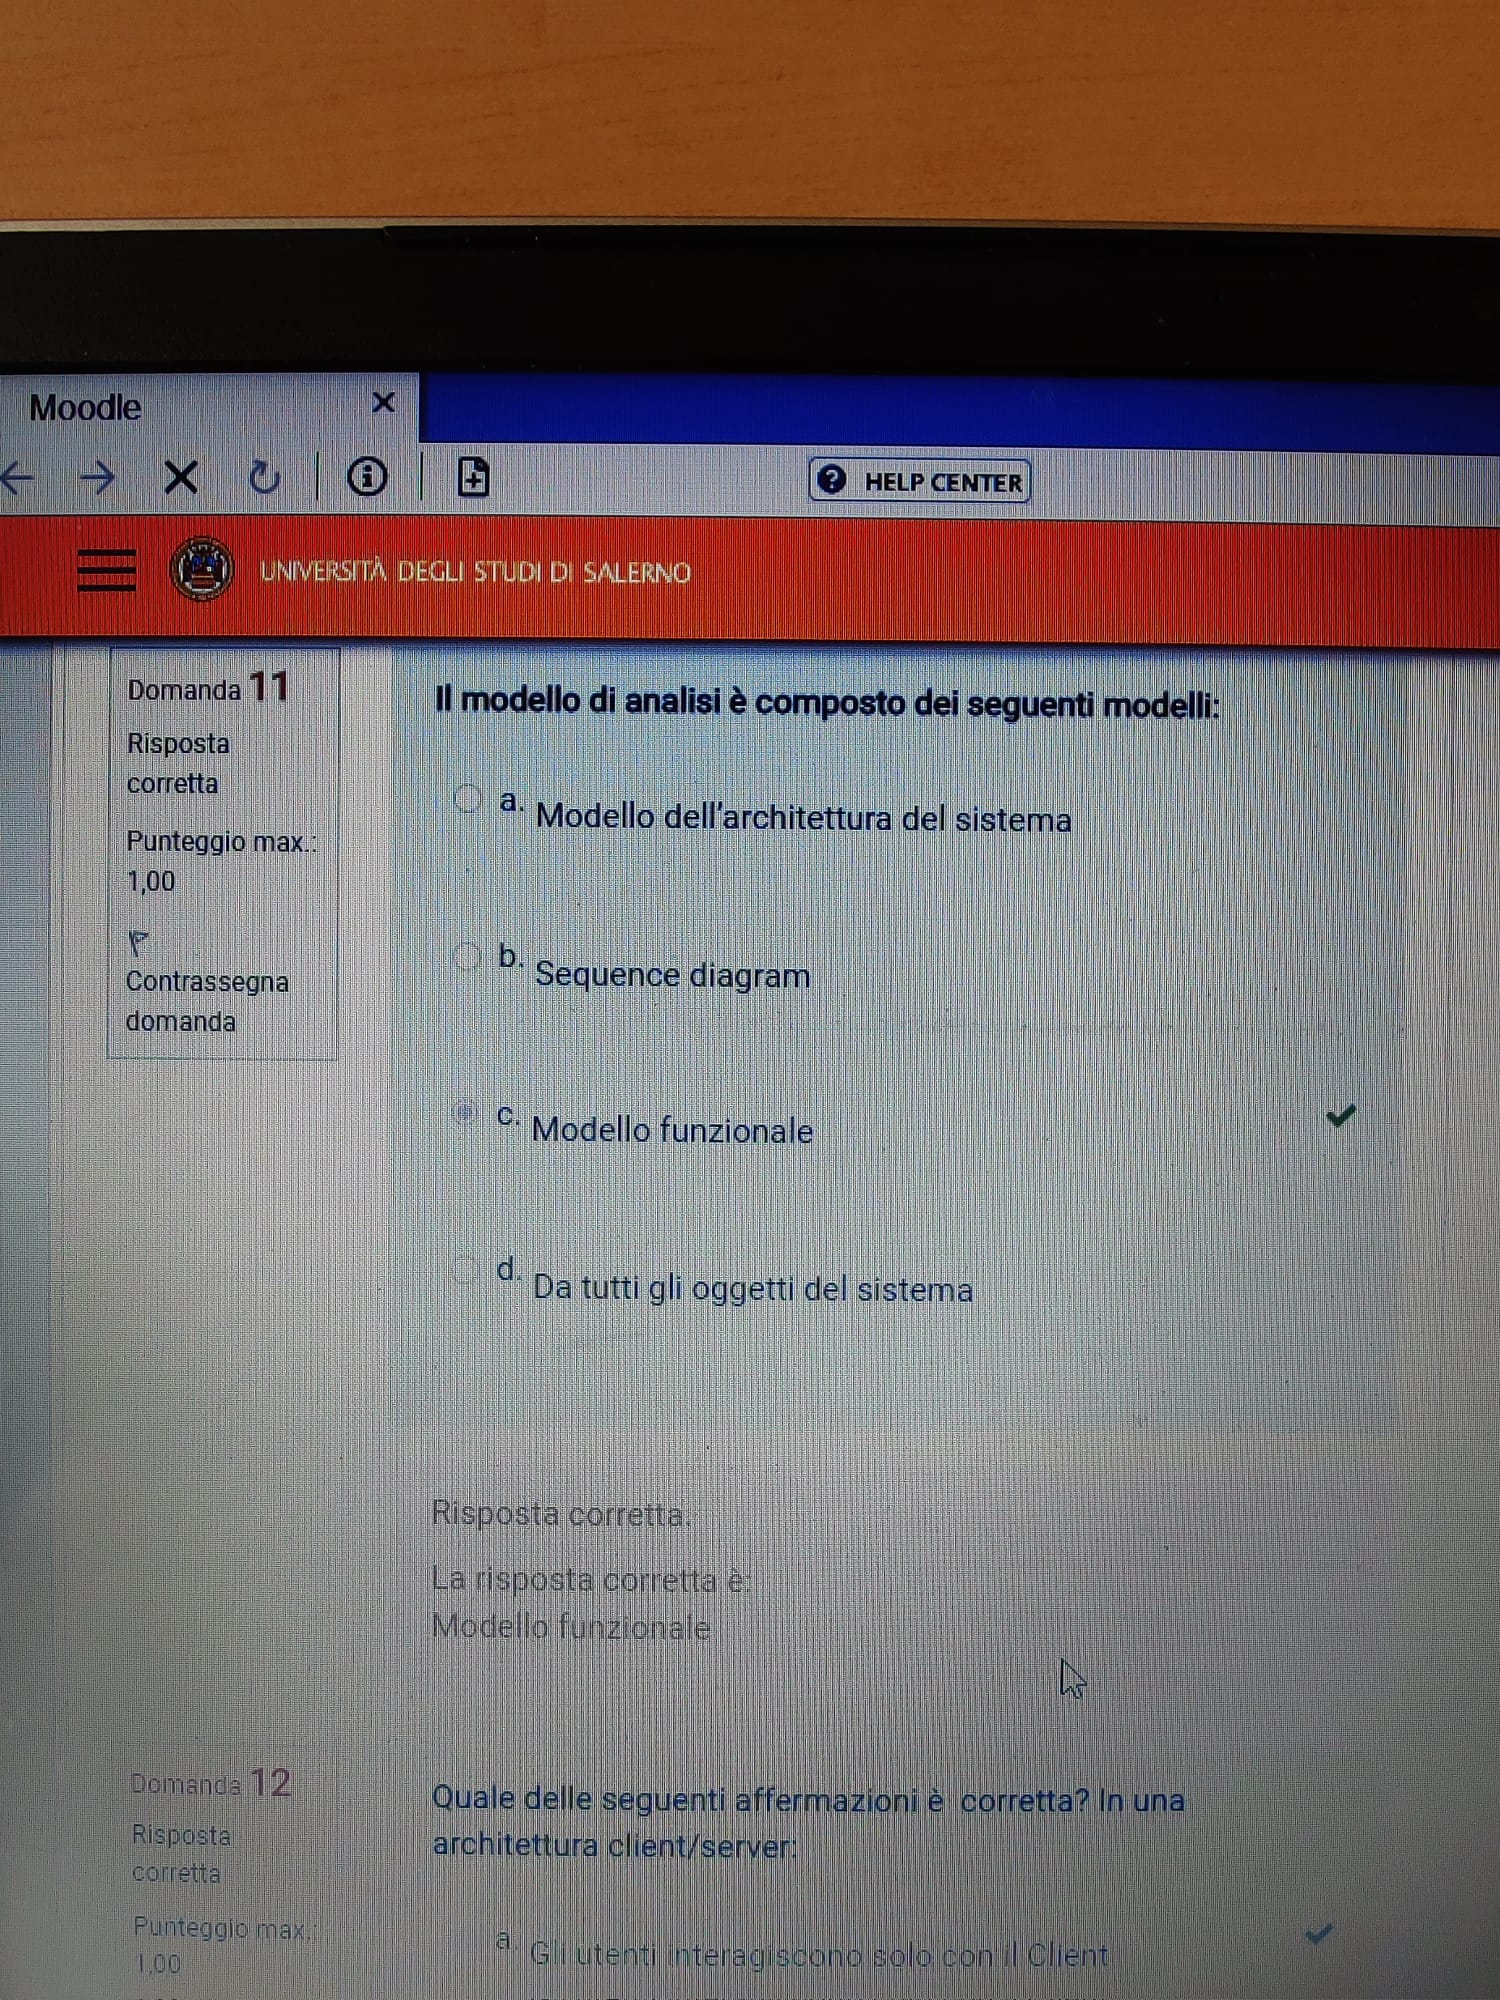 Moodle
HELP CENTER
UNIVERSITÀ DEGLI STUDI DI SALERNO
Domanda 11
Risposta
corretta
Punteggio max.:
1,00
Contrassegna
domanda
Il modello di analisi è composto dei seguenti modelli:
a. Modello dell'architettura del sistema
b. Sequence diagram
c. Modello funzionale
d. Da tutti gli oggetti del sistema
Risposta corretta.
La risposta corretta è:
Modello funzionale
Domanda 12
Risposta
corretta
Punteggio max.:
1,00
Quale delle seguenti affermazioni è corretta? In una
architettura client/server:
a. Gli utenti interagiscono solo con il Client